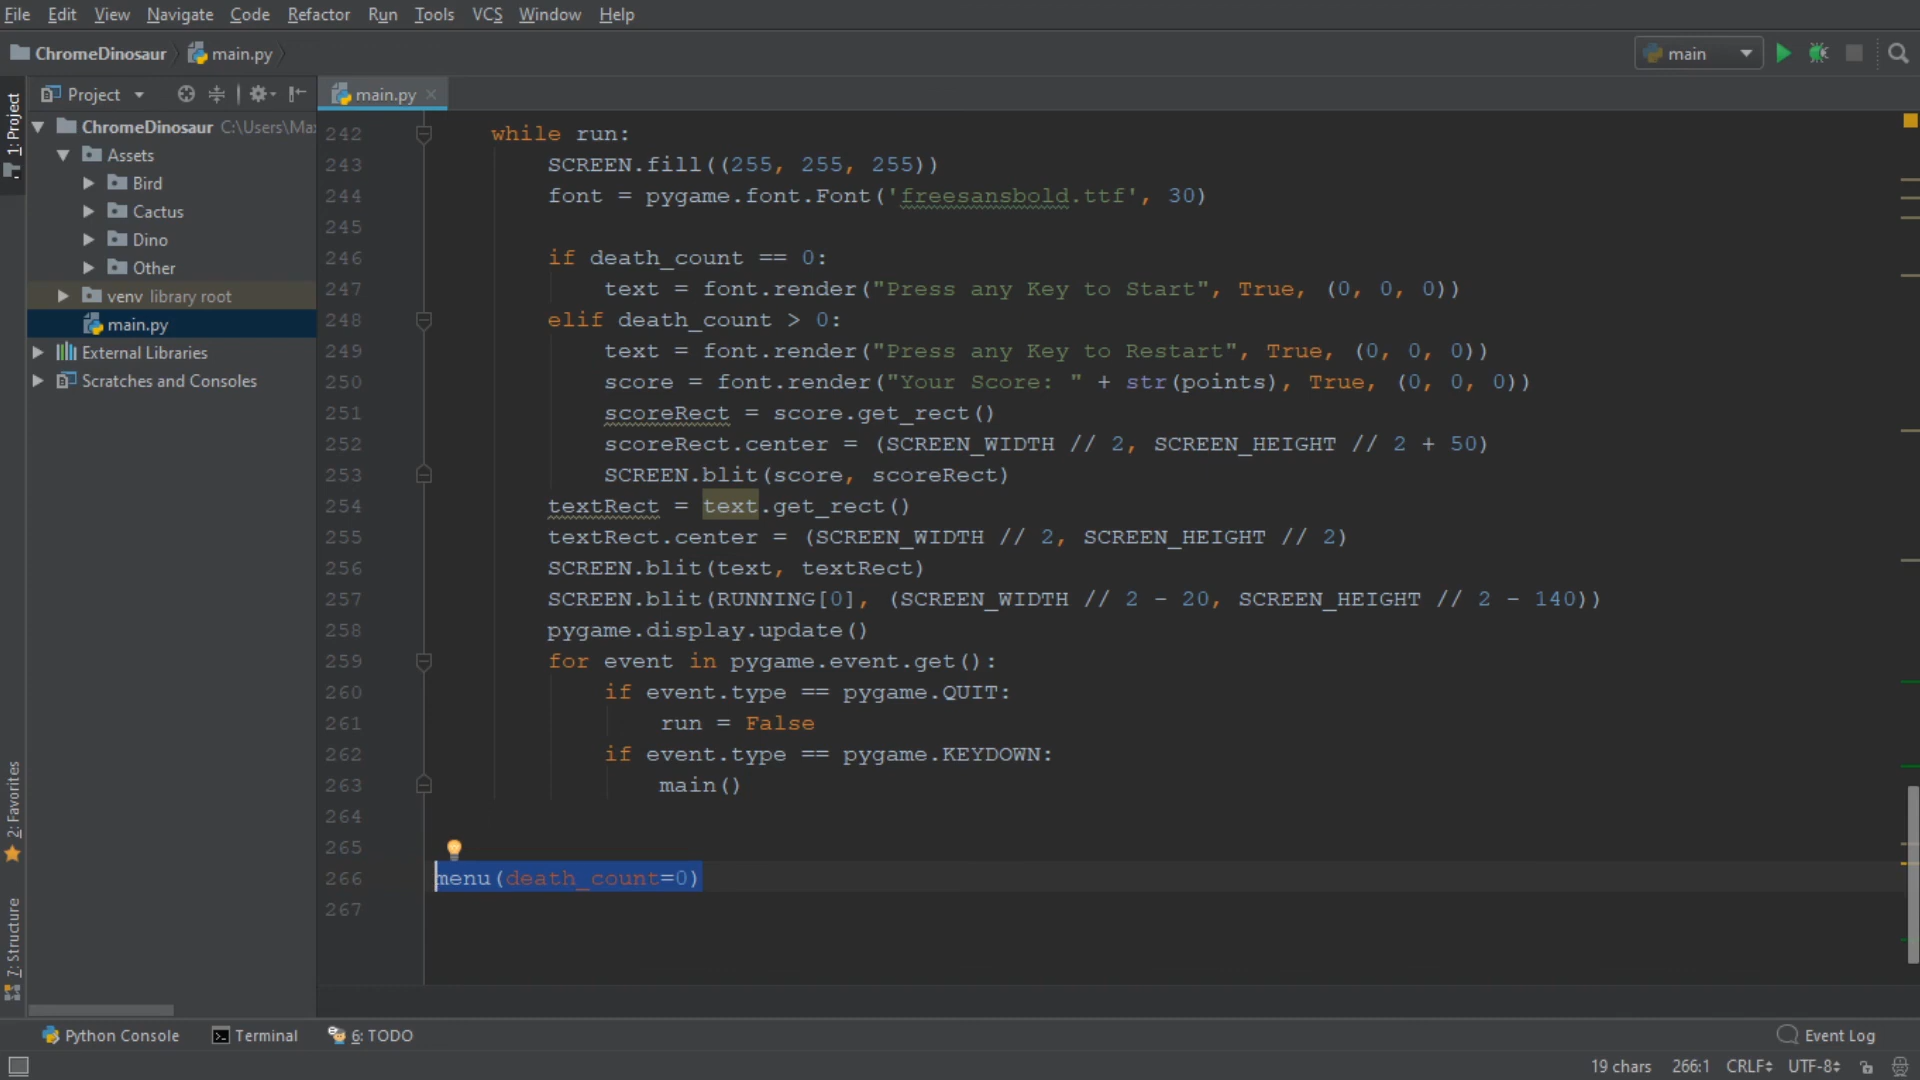 File Edit View Navigate Code Refactor Run Tools VCS Window Help
ChromeDinosaur main.py main
Project main.py
1: Project
ChromeDinosaur C:\Users\Max
Assets
Bird
Cactus
Dino
Other
venv library root
main.py
External Libraries
Scratches and Consoles
2: Favorites
7: Structure
242 while run:
243 SCREEN.fill((255, 255, 255))
244 font = pygame.font.Font('freesansbold.ttf', 30)
245
246 if death_count == 0:
247 text = font.render("Press any Key to Start", True, (0, 0, 0))
248 elif death_count > 0:
249 text = font.render("Press any Key to Restart", True, (0, 0, 0))
250 score = font.render("Your Score: " + str(points), True, (0, 0, 0))
251 scoreRect = score.get_rect()
252 scoreRect.center = (SCREEN_WIDTH // 2, SCREEN_HEIGHT // 2 + 50)
253 SCREEN.blit(score, scoreRect)
254 textRect = text.get_rect()
255 textRect.center = (SCREEN_WIDTH // 2, SCREEN_HEIGHT // 2)
256 SCREEN.blit(text, textRect)
257 SCREEN.blit(RUNNING[0], (SCREEN_WIDTH // 2 - 20, SCREEN_HEIGHT // 2 - 140))
258 pygame.display.update()
259 for event in pygame.event.get():
260 if event.type == pygame.QUIT:
261 run = False
262 if event.type == pygame.KEYDOWN:
263 main()
264
265
266 menu(death_count=0)
267
Python Console Terminal 6: TODO Event Log
19 chars 266:1 CRLF UTF-8